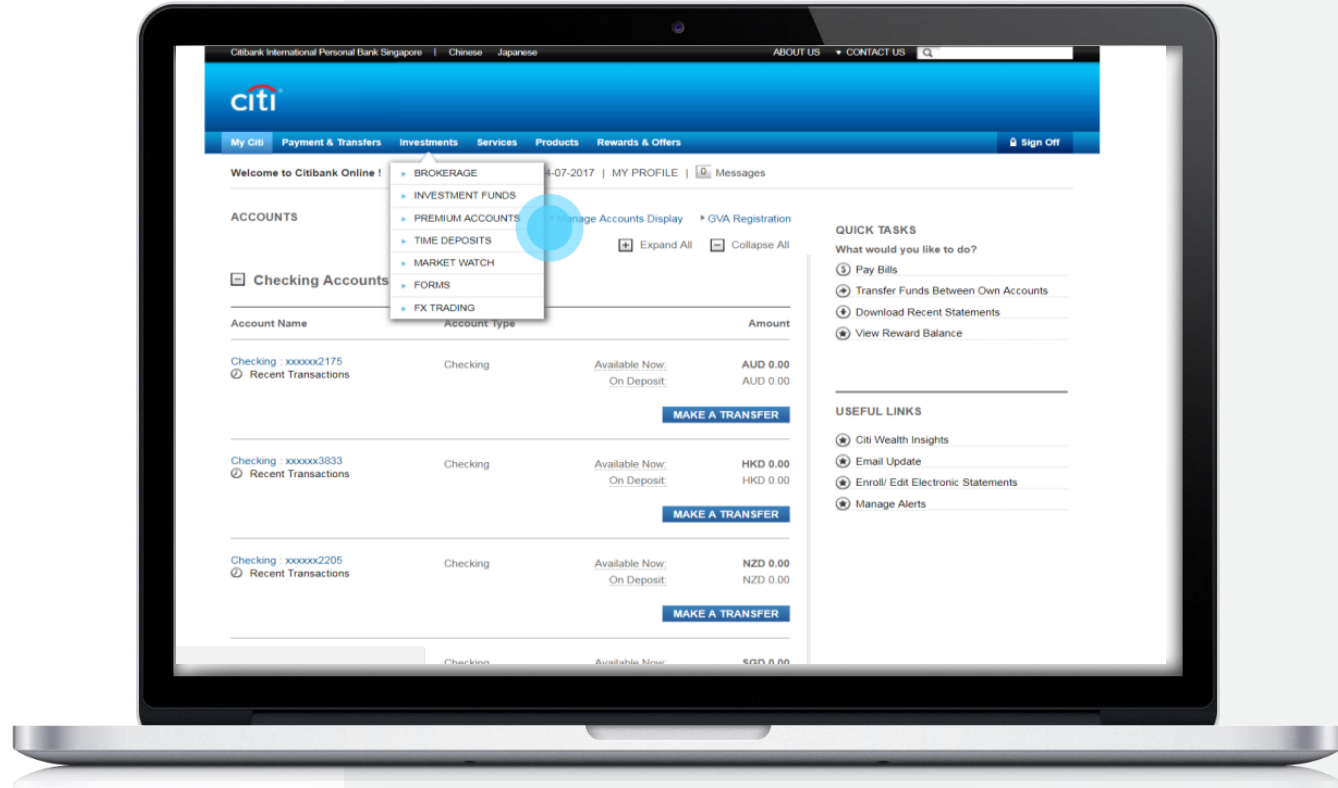 Citibank International Personal Bank Singapore | Chinese Japanese ABOUT US CONTACT US
citi
My Citi Payment & Transfers Investments Services Products Rewards & Offers Sign Off
Welcome to Citibank Online ! 4-07-2017 | MY PROFILE | 0 Messages
BROKERAGE
INVESTMENT FUNDS
PREMIUM ACCOUNTS
TIME DEPOSITS
MARKET WATCH
FORMS
FX TRADING
ACCOUNTS Manage Accounts Display GVA Registration
Expand All Collapse All
Checking Accounts
Account Name Account Type Amount
Checking : xxxxxx2175 Checking Available Now: AUD 0.00
Recent Transactions On Deposit: AUD 0.00
MAKE A TRANSFER
Checking : xxxxxx3833 Checking Available Now: HKD 0.00
Recent Transactions On Deposit: HKD 0.00
MAKE A TRANSFER
Checking : xxxxxx2205 Checking Available Now: NZD 0.00
Recent Transactions On Deposit: NZD 0.00
MAKE A TRANSFER
Checking Available Now: SGD 0.00
QUICK TASKS
What would you like to do?
Pay Bills
Transfer Funds Between Own Accounts
Download Recent Statements
View Reward Balance
USEFUL LINKS
Citi Wealth Insights
Email Update
Enroll/ Edit Electronic Statements
Manage Alerts